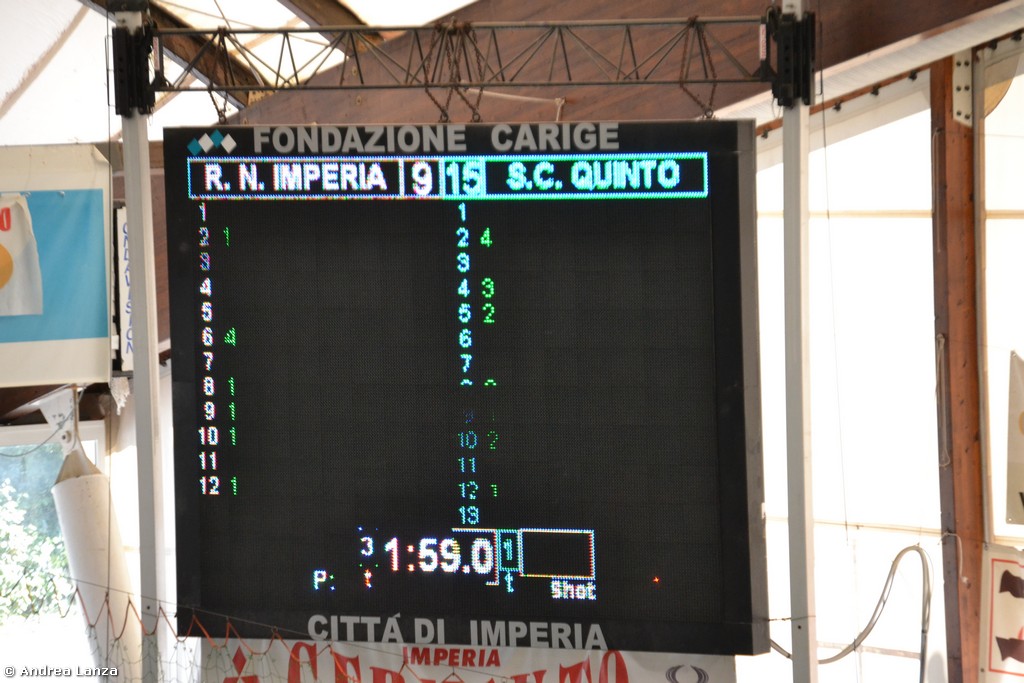 FONDAZIONE CARIGE
R. N. IMPERIA 9 15 S.C. QUINTO
1 1
2 1 2 4
3 3
4 4 3
5 5 2
6 4 6
7 7
8 1
9 1 9 1
10 1 10 2
11 11
12 1 12 1
13
3 1:59.0 1
P: t t Shot
CITTÁ DI IMPERIA
IMPERIA
© Andrea Lanza